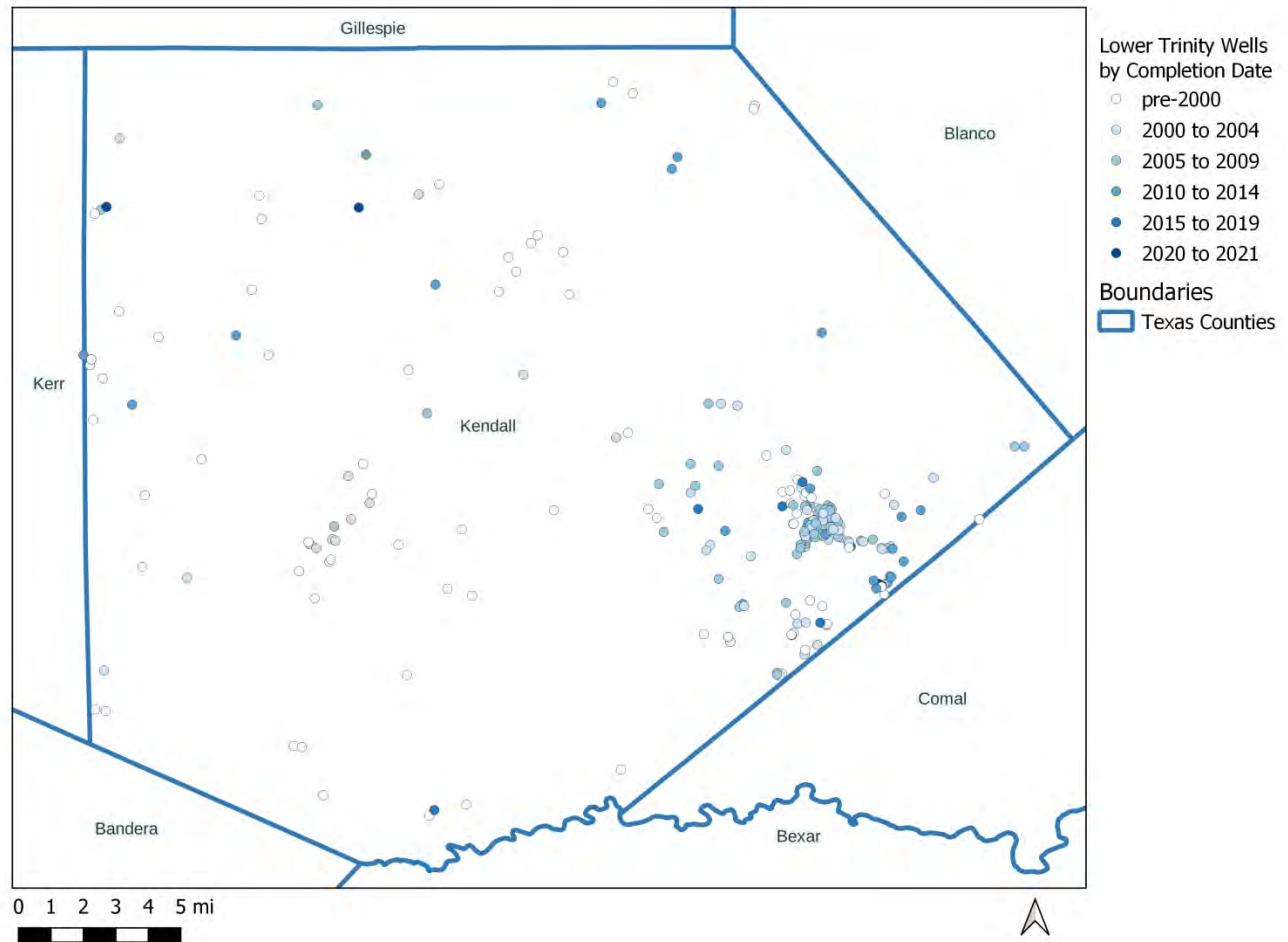 Gillespie
Blanco
Kerr
Kendall
Comal
Bandera
Bexar
Lower Trinity Wells
by Completion Date
pre-2000
2000 to 2004
2005 to 2009
2010 to 2014
2015 to 2019
2020 to 2021
Boundaries
Texas Counties
0 1 2 3 4 5 mi